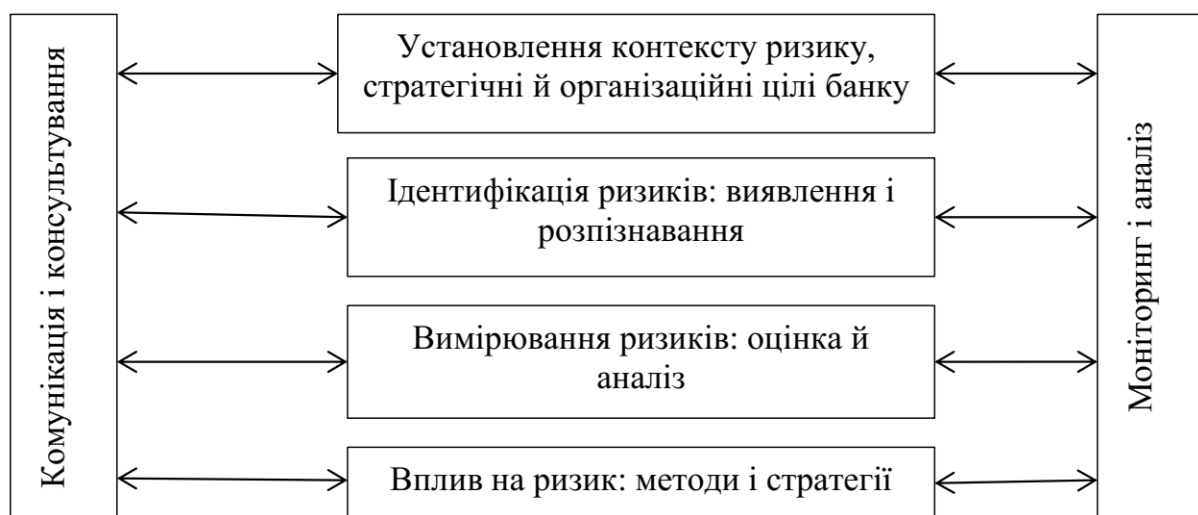 Комунікація і консультування
Установлення контексту ризику,
стратегічні й організаційні цілі банку
Ідентифікація ризиків: виявлення і
розпізнавання
Вимірювання ризиків: оцінка й
аналіз
Вплив на ризик: методи і стратегії
Моніторинг і аналіз